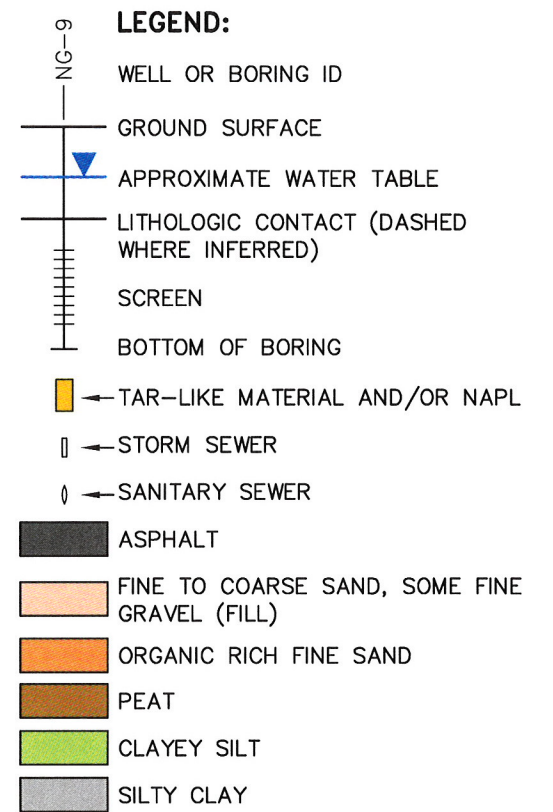 NG-9
LEGEND:
WELL OR BORING ID
GROUND SURFACE
APPROXIMATE WATER TABLE
LITHOLOGIC CONTACT (DASHED
WHERE INFERRED)
SCREEN
BOTTOM OF BORING
TAR-LIKE MATERIAL AND/OR NAPL
STORM SEWER
SANITARY SEWER
ASPHALT
FINE TO COARSE SAND, SOME FINE
GRAVEL (FILL)
ORGANIC RICH FINE SAND
PEAT
CLAYEY SILT
SILTY CLAY